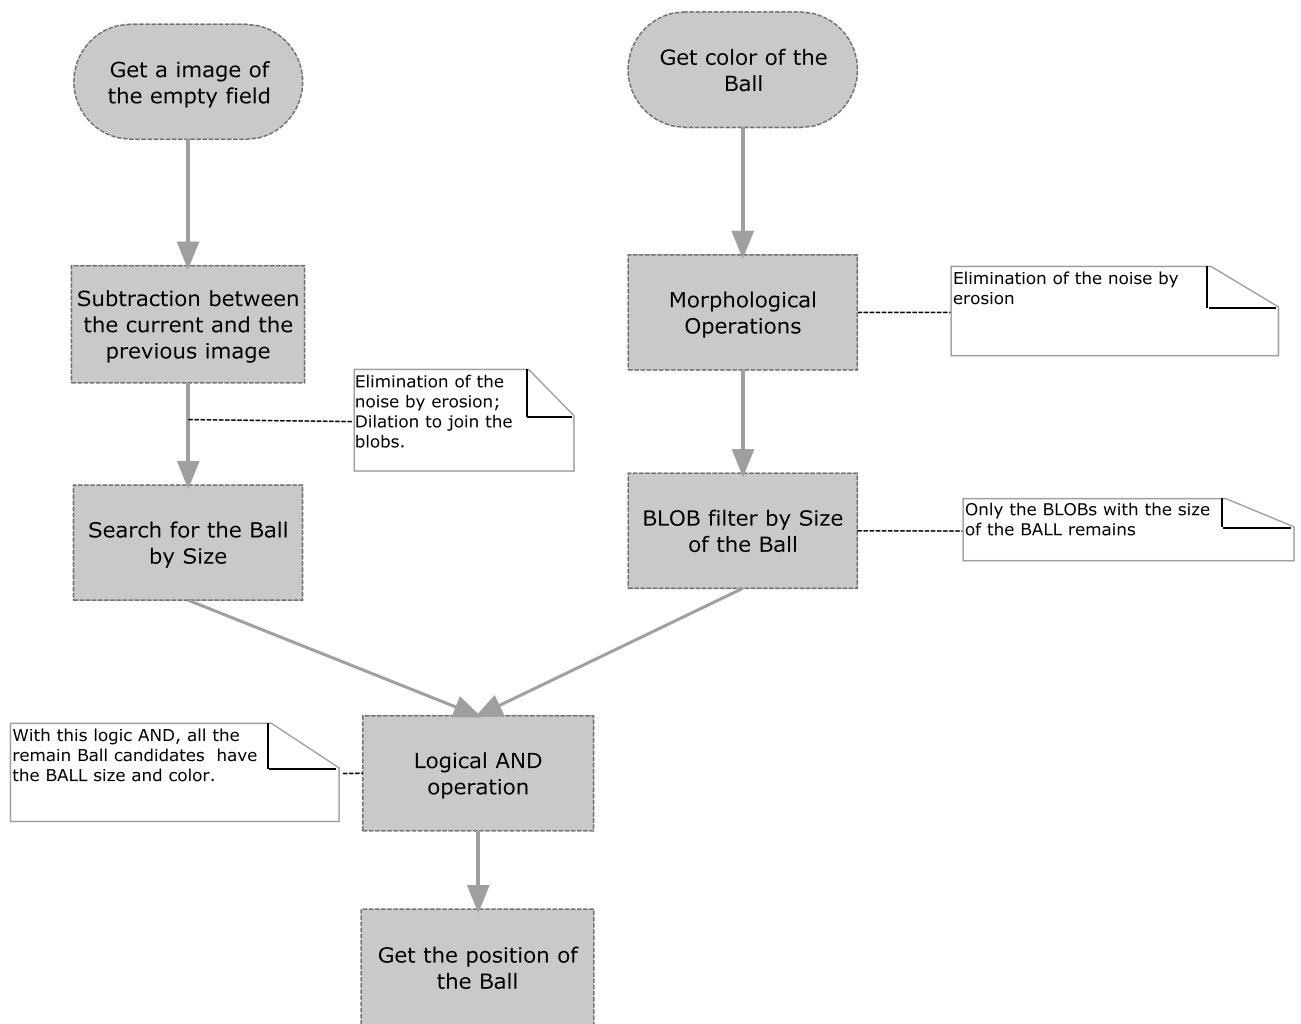 Get a image of
the empty field
Get color of the
Ball
Subtraction between
the current and the
previous image
Morphological
Operations
Elimination of the noise by
erosion
Elimination of the
noise by erosion;
Dilation to join the
blobs.
Search for the Ball
by Size
BLOB filter by Size
of the Ball
Only the BLOBs with the size
of the BALL remains
With this logic AND, all the
remain Ball candidates  have
the BALL size and color.
Logical AND
operation
Get the position of
the Ball